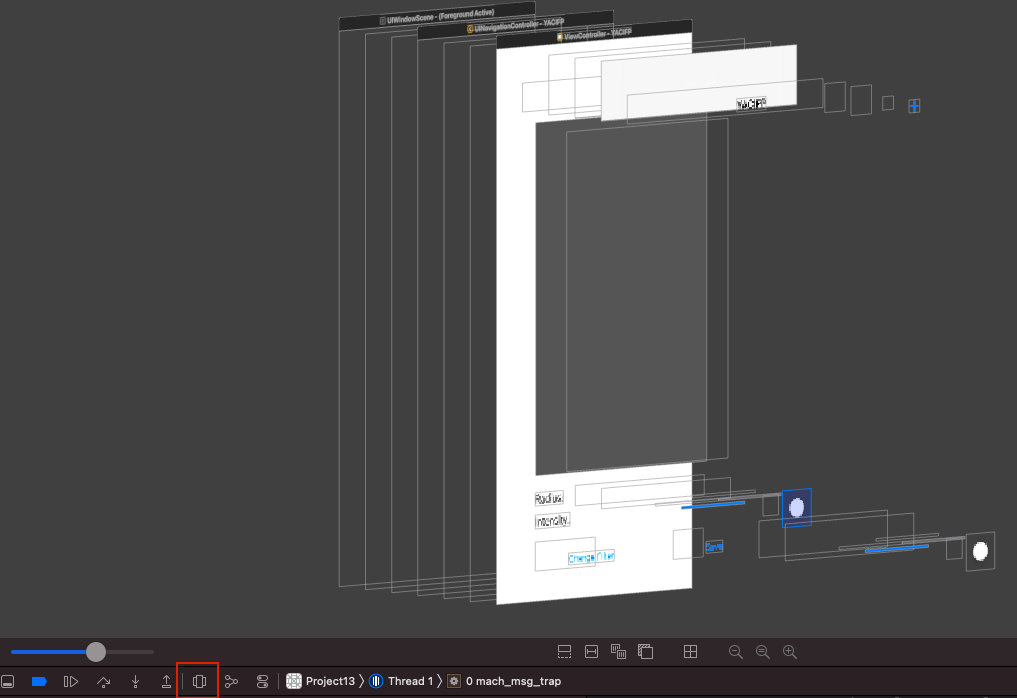 UIWindowScene - (Foreground Active)
UINavigationController - YACIFP
ViewController - YACIFP
YACIFP
Radius:
Intensity:
Change Filter
Save
Project13 〉 Thread 1 〉 0 mach_msg_trap